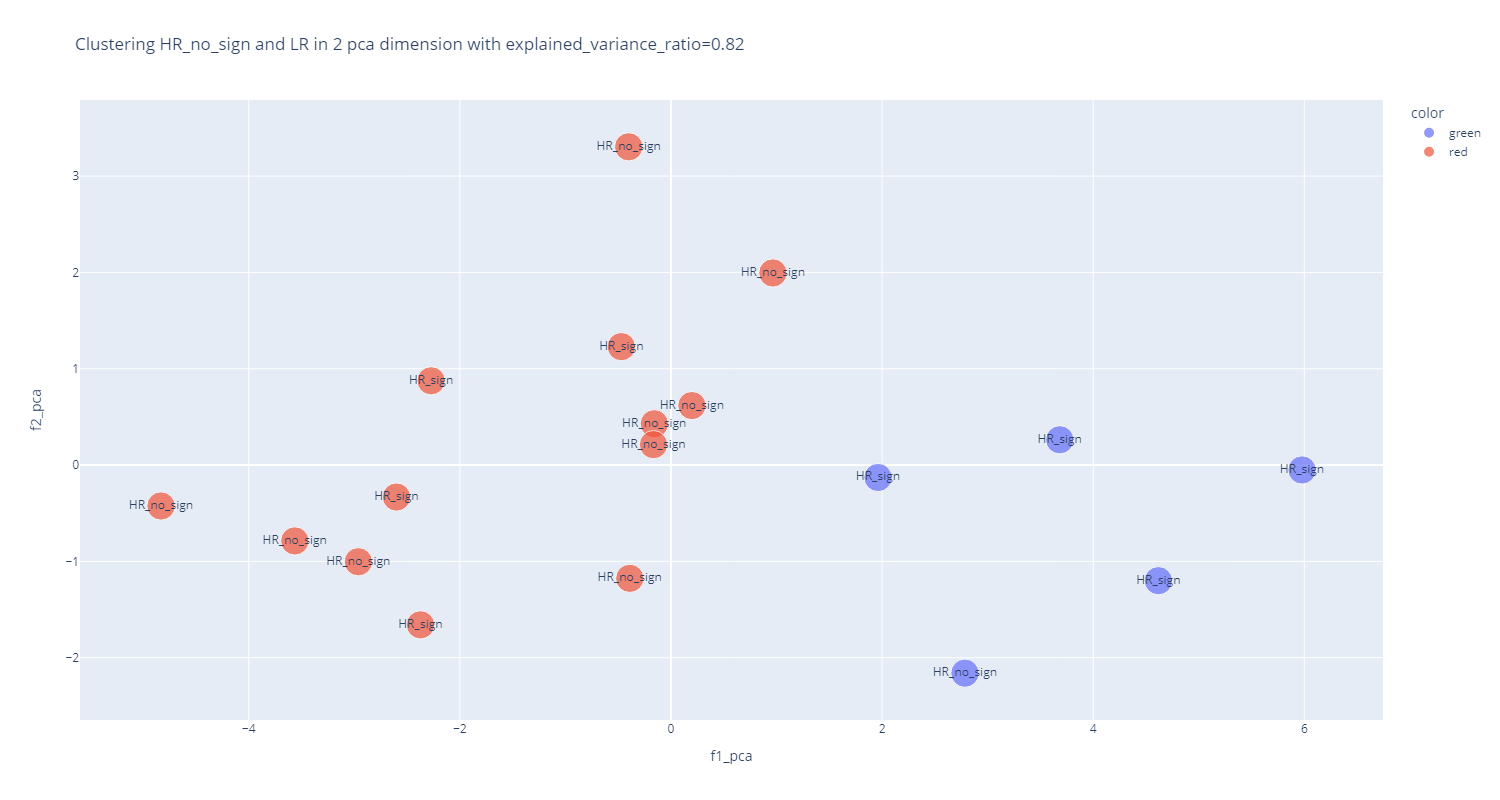 Clustering HR_no_sign and LR in 2 pca dimension with explained_variance_ratio=0.82
color
green
red
HR_no_sign
3
HR_no_sign
2
HR_sign
1
HR_sign
HR_no_sign
HR_no_sign
HR_no_sign
HR_sign
HR_sign
HR_sign
0
f2_pca
HR_sign
HR_no_sign
HR_no_sign
HR_no_sign
−1
HR_no_sign
HR_sign
HR_sign
−2
HR_no_sign
−4
−2
0
2
4
6
f1_pca